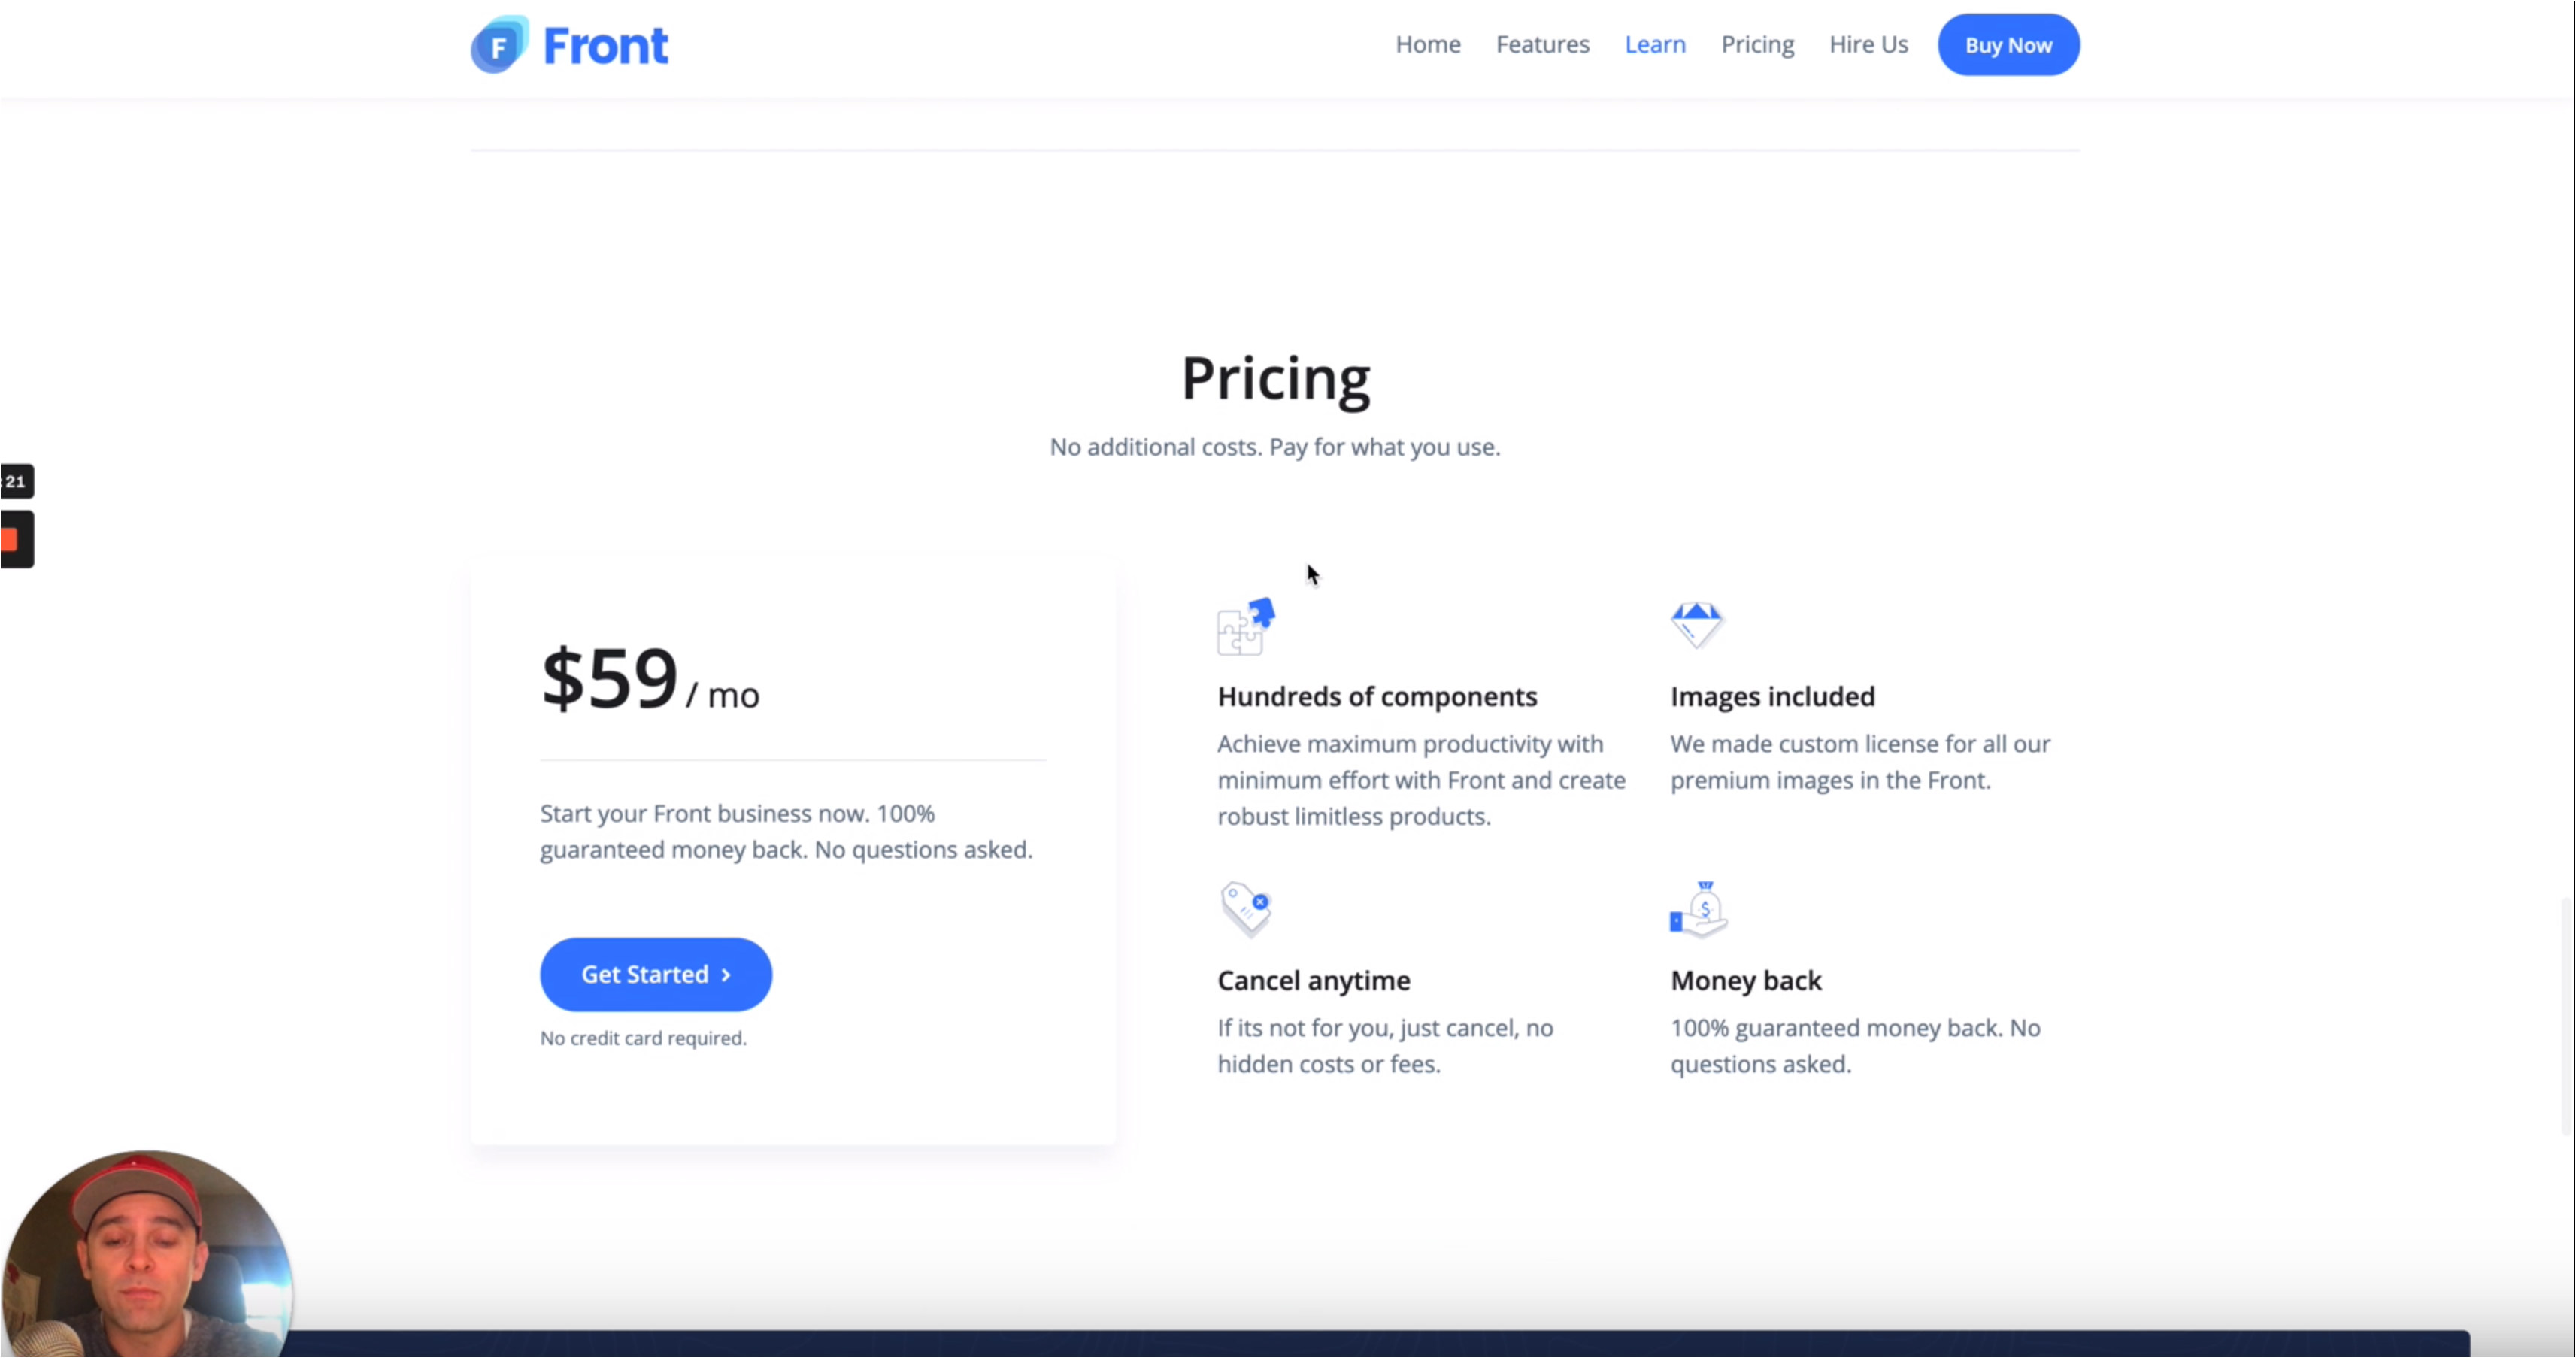 F Front
Home Features Learn Pricing Hire Us Buy Now
Pricing
No additional costs. Pay for what you use.
:21
$59 / mo
Start your Front business now. 100%
guaranteed money back. No questions asked.
Get Started
No credit card required.
Hundreds of components
Achieve maximum productivity with
minimum effort with Front and create
robust limitless products.
Images included
We made custom license for all our
premium images in the Front.
Cancel anytime
If its not for you, just cancel, no
hidden costs or fees.
$
Money back
100% guaranteed money back. No
questions asked.